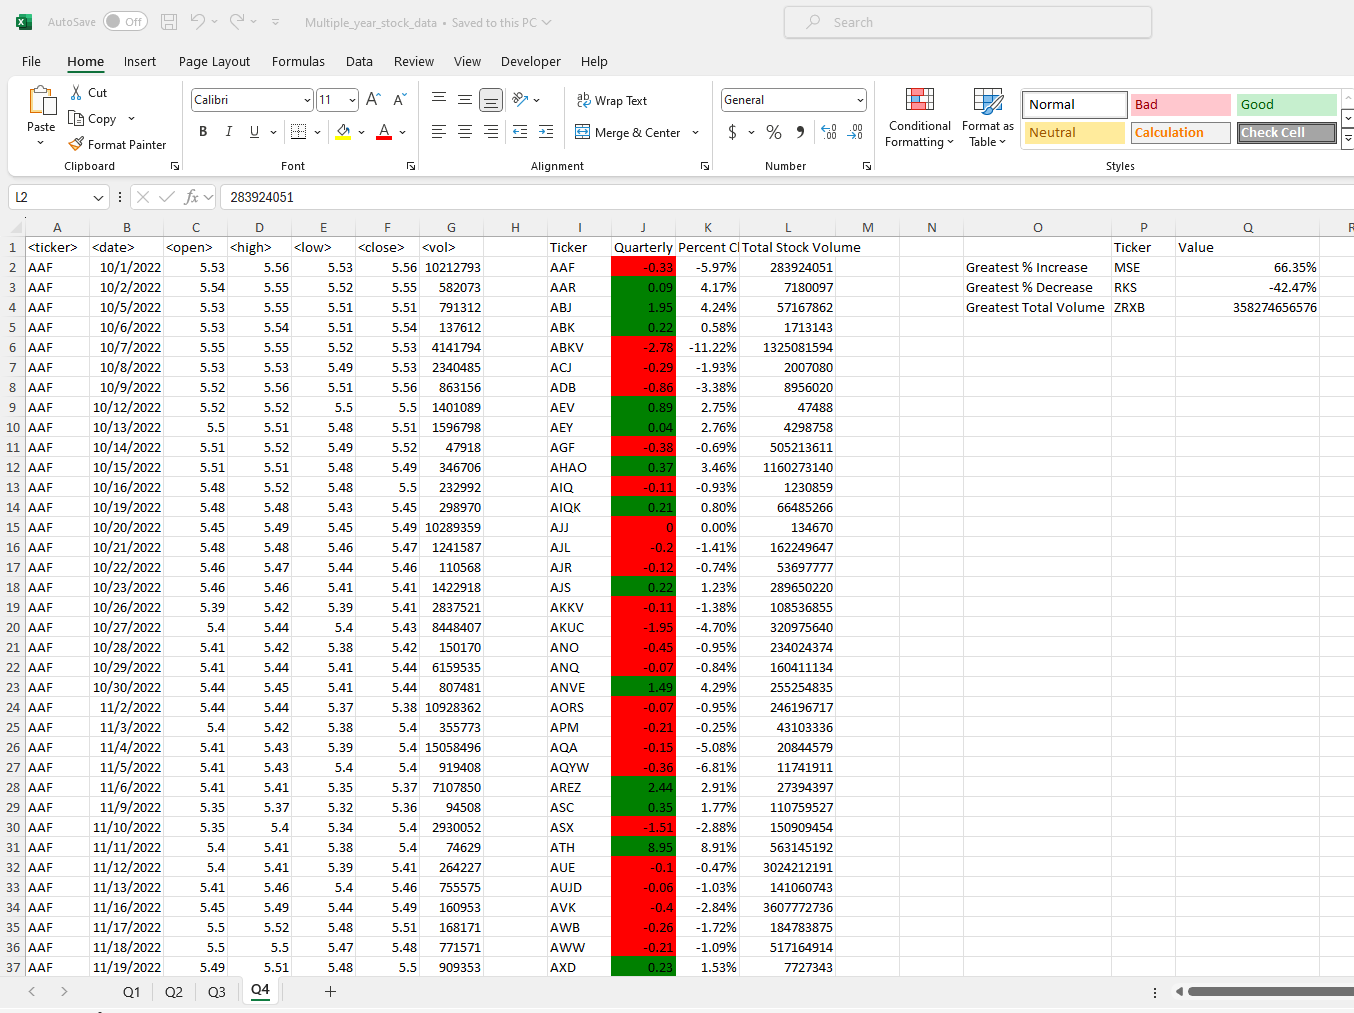 AutoSave Off Multiple_year_stock_data • Saved to this PC Search
File Home Insert Page Layout Formulas Data Review View Developer Help
Paste Cut Copy Format Painter Clipboard
Calibri 11 B I U A Font
Wrap Text Merge & Center Alignment
General $ % Number
Conditional Formatting Format as Table
Normal Bad Good
Neutral Calculation Check Cell
Styles
L2 fx 283924051
A B C D E F G H I J K L M N O P Q R
1 <ticker> <date> <open> <high> <low> <close> <vol> Ticker Quarterly Percent Cl Total Stock Volume Ticker Value
2 AAF 10/1/2022 5.53 5.56 5.53 5.56 10212793 AAF -0.33 -5.97% 283924051 Greatest % Increase MSE 66.35%
3 AAF 10/2/2022 5.54 5.55 5.52 5.55 582073 AAR 0.09 4.17% 7180097 Greatest % Decrease RKS -42.47%
4 AAF 10/5/2022 5.53 5.55 5.51 5.51 791312 ABJ 1.95 4.24% 57167862 Greatest Total Volume ZRXB 358274656576
5 AAF 10/6/2022 5.53 5.54 5.51 5.54 137612 ABK 0.22 0.58% 1713143
6 AAF 10/7/2022 5.55 5.55 5.52 5.53 4141794 ABKV -2.78 -11.22% 1325081594
7 AAF 10/8/2022 5.53 5.53 5.49 5.53 2340485 ACJ -0.29 -1.93% 2007080
8 AAF 10/9/2022 5.52 5.56 5.51 5.56 863156 ADB -0.86 -3.38% 8956020
9 AAF 10/12/2022 5.52 5.52 5.5 5.5 1401089 AEV 0.89 2.75% 47488
10 AAF 10/13/2022 5.5 5.51 5.48 5.51 1596798 AEY 0.04 2.76% 4298758
11 AAF 10/14/2022 5.51 5.52 5.49 5.52 47918 AGF -0.38 -0.69% 505213611
12 AAF 10/15/2022 5.51 5.51 5.48 5.49 346706 AHAO 0.37 3.46% 1160273140
13 AAF 10/16/2022 5.48 5.52 5.48 5.5 232992 AIQ -0.11 -0.93% 1230859
14 AAF 10/19/2022 5.48 5.48 5.43 5.45 298970 AIQK 0.21 0.80% 66485266
15 AAF 10/20/2022 5.45 5.49 5.45 5.49 10289359 AJJ 0 0.00% 134670
16 AAF 10/21/2022 5.48 5.48 5.46 5.47 1241587 AJL -0.2 -1.41% 162249647
17 AAF 10/22/2022 5.46 5.47 5.44 5.46 110568 AJR -0.12 -0.74% 53697777
18 AAF 10/23/2022 5.46 5.46 5.41 5.41 1422918 AJS 0.22 1.23% 289650220
19 AAF 10/26/2022 5.39 5.42 5.39 5.41 2837521 AKKV -0.11 -1.38% 108536855
20 AAF 10/27/2022 5.4 5.44 5.4 5.43 8448407 AKUC -1.95 -4.70% 320975640
21 AAF 10/28/2022 5.41 5.42 5.38 5.42 150170 ANO -0.45 -0.95% 234024374
22 AAF 10/29/2022 5.41 5.44 5.41 5.44 6159535 ANQ -0.07 -0.84% 160411134
23 AAF 10/30/2022 5.44 5.45 5.41 5.44 807481 ANVE 1.49 4.29% 255254835
24 AAF 11/2/2022 5.44 5.44 5.37 5.38 10928362 AORS -0.07 -0.95% 246196717
25 AAF 11/3/2022 5.4 5.42 5.38 5.4 355773 APM -0.21 -0.25% 43103336
26 AAF 11/4/2022 5.41 5.43 5.39 5.4 15058496 AQA -0.15 -5.08% 20844579
27 AAF 11/5/2022 5.41 5.43 5.4 5.4 919408 AQYW -0.36 -6.81% 11741911
28 AAF 11/6/2022 5.41 5.41 5.35 5.37 7107850 AREZ 2.44 2.91% 27394397
29 AAF 11/9/2022 5.35 5.37 5.32 5.36 94508 ASC 0.35 1.77% 110759527
30 AAF 11/10/2022 5.35 5.4 5.34 5.4 2930052 ASX -1.51 -2.88% 150909454
31 AAF 11/11/2022 5.4 5.41 5.38 5.4 74629 ATH 8.95 8.91% 563145192
32 AAF 11/12/2022 5.4 5.41 5.39 5.41 264227 AUE -0.1 -0.47% 3024212191
33 AAF 11/13/2022 5.41 5.46 5.4 5.46 755575 AUJD -0.06 -1.03% 141060743
34 AAF 11/16/2022 5.45 5.49 5.44 5.49 160953 AVK -0.4 -2.84% 3607772736
35 AAF 11/17/2022 5.5 5.52 5.48 5.51 168171 AWB -0.26 -1.72% 184783875
36 AAF 11/18/2022 5.5 5.5 5.47 5.48 771571 AWW -0.21 -1.09% 517164914
37 AAF 11/19/2022 5.49 5.51 5.48 5.5 909353 AXD 0.23 1.53% 7727343
Q1 Q2 Q3 Q4